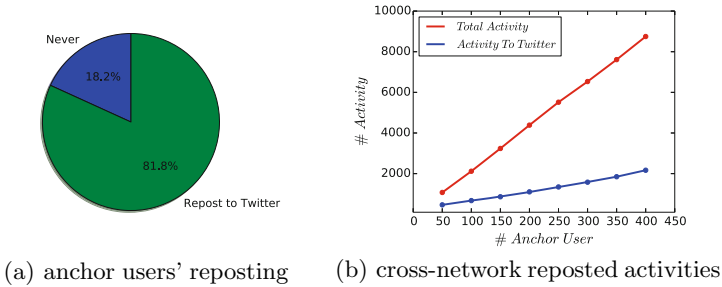 Never
18.2%
81.8%
Repost to Twitter
(a) anchor users' reposting
10000
8000
6000
4000
2000
# Activity
Total Activity
Activity To Twitter
0 50 100 150 200 250 300 350 400 450
# Anchor User
(b) cross-network reposted activities